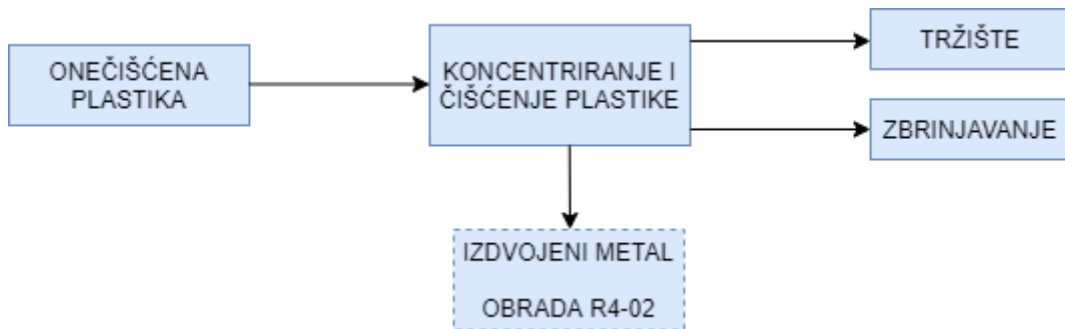 ONEČIŠĆENA
PLASTIKA
KONCENTRIRANJE I
ČIŠĆENJE PLASTIKE
TRŽIŠTE
ZBRINJAVANJE
IZDVOJENI METAL
OBRADA R4-02